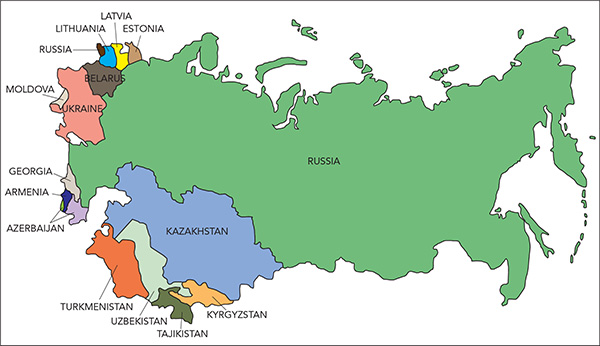 LATVIA
LITHUANIA
ESTONIA
RUSSIA
BELARUS
MOLDOVA
UKRAINE
RUSSIA
GEORGIA
ARMENIA
AZERBAIJAN
KAZAKHSTAN
TURKMENISTAN
UZBEKISTAN
KYRGYZSTAN
TAJIKISTAN